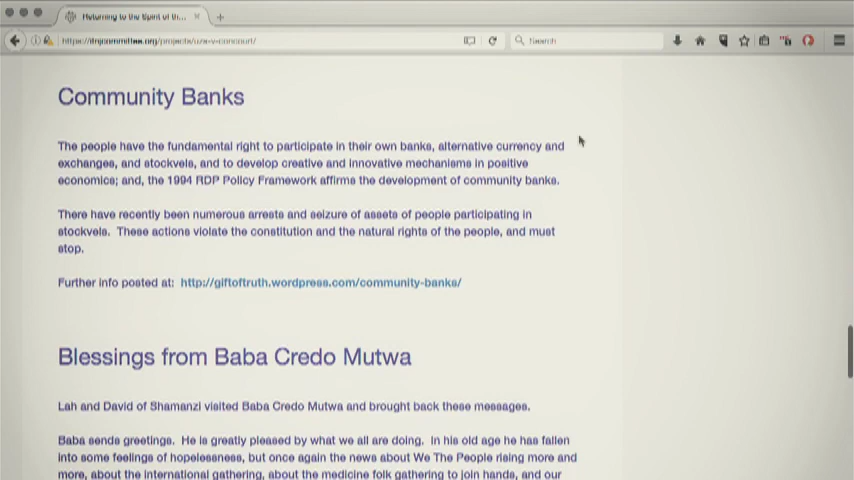 Returning to the Spirit of th...
Search
Community Banks
The people have the fundamental right to participate in their own banks, alternative currency and
exchanges, and stockvels, and to develop creative and innovative mechanisms in positive
economics; and, the 1994 RDP Policy Framework affirms the development of community banks.
There have recently been numerous arrests and seizure of assets of people participating in
stockvels. These actions violate the constitution and the natural rights of the people, and must
stop.
Further info posted at: http://giftoftruth.wordpress.com/community-banks/
Blessings from Baba Credo Mutwa
Lah and David of Shamanzi visited Baba Credo Mutwa and brought back these messages.
Baba sends greetings. He is greatly pleased by what we all are doing. In his old age he has fallen
into some feelings of hopelessness, but once again the news about We The People rising more and
more, about the international gathering, about the medicine folk gathering to join hands, and our